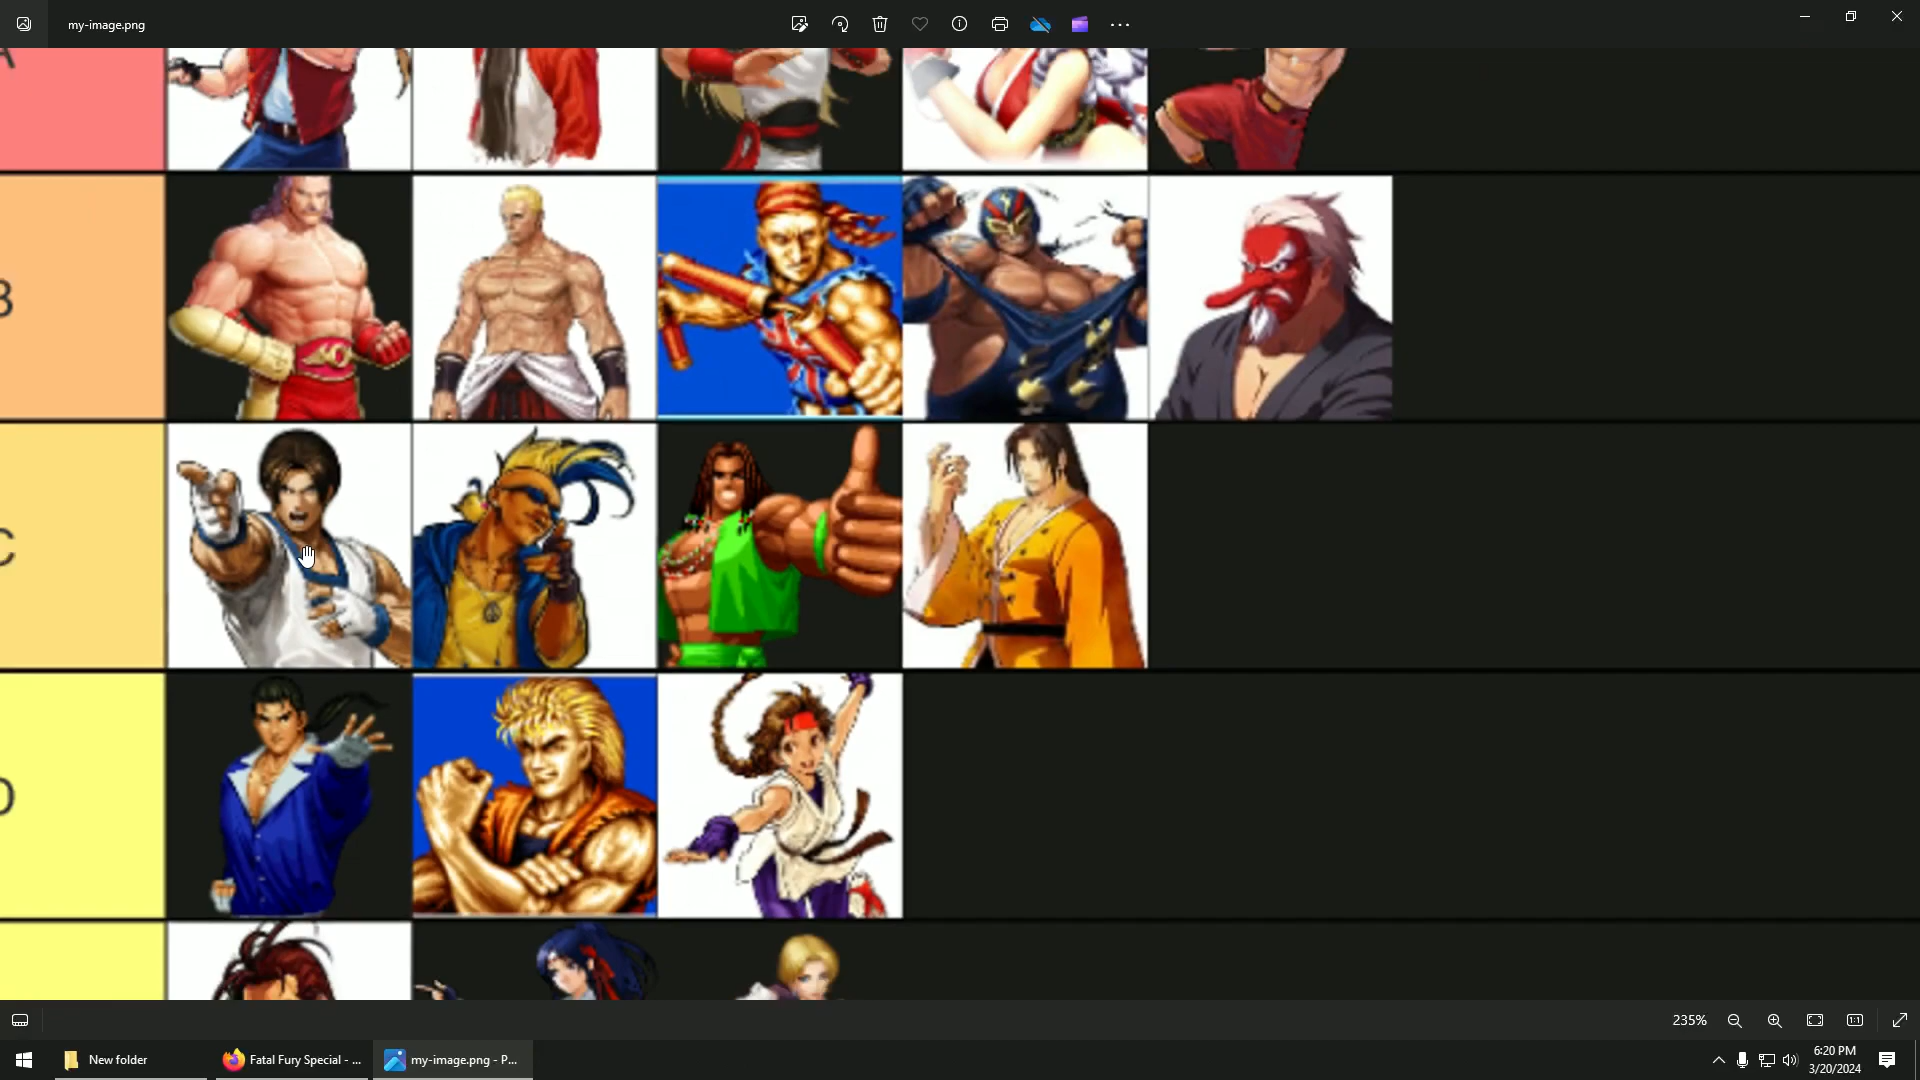 my-image.png
A
B
C
D
235%
New folder
Fatal Fury Special - ...
my-image.png - P...
6:20 PM
3/20/2024